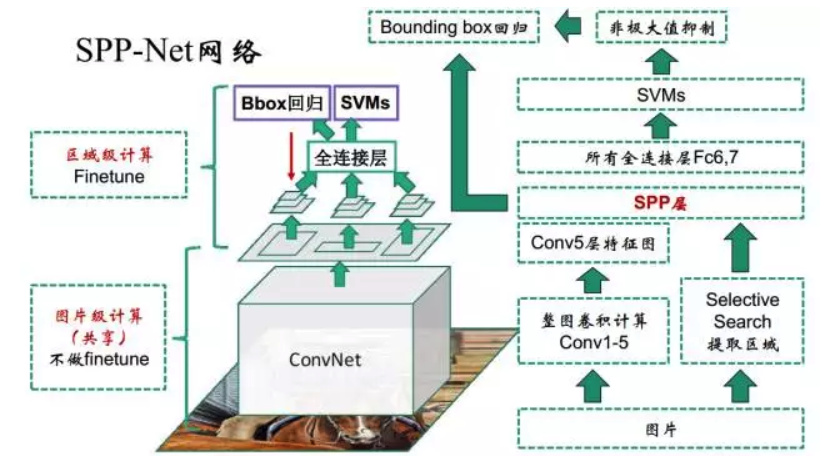 SPP-Net网络
Bbox回归
SVMs
全连接层
区域级计算
Finetune
图片级计算
（共享）
不做finetune
ConvNet
Bounding box回归
非极大值抑制
SVMs
所有全连接层Fc6,7
SPP层
Conv5层特征图
整图卷积计算
Conv1-5
Selective
Search
提取区域
图片